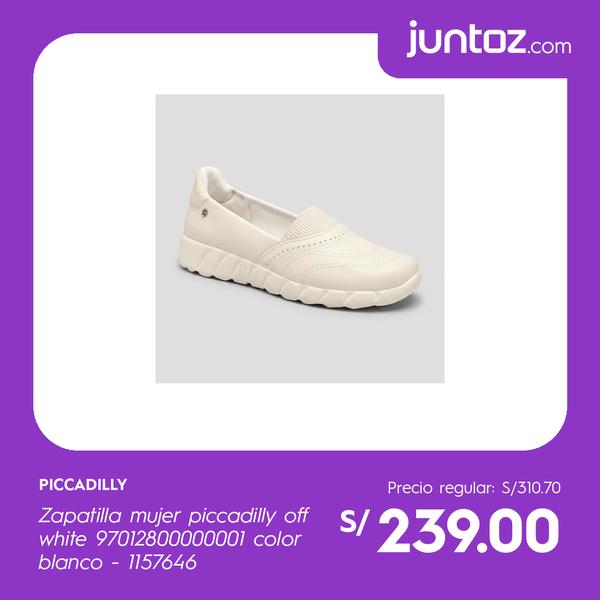 juntoz.com
PICCADILLY
Zapatilla mujer piccadilly off
white 97012800000001 color
blanco - 1157646
Precio regular: S/310.70
S/ 239.00